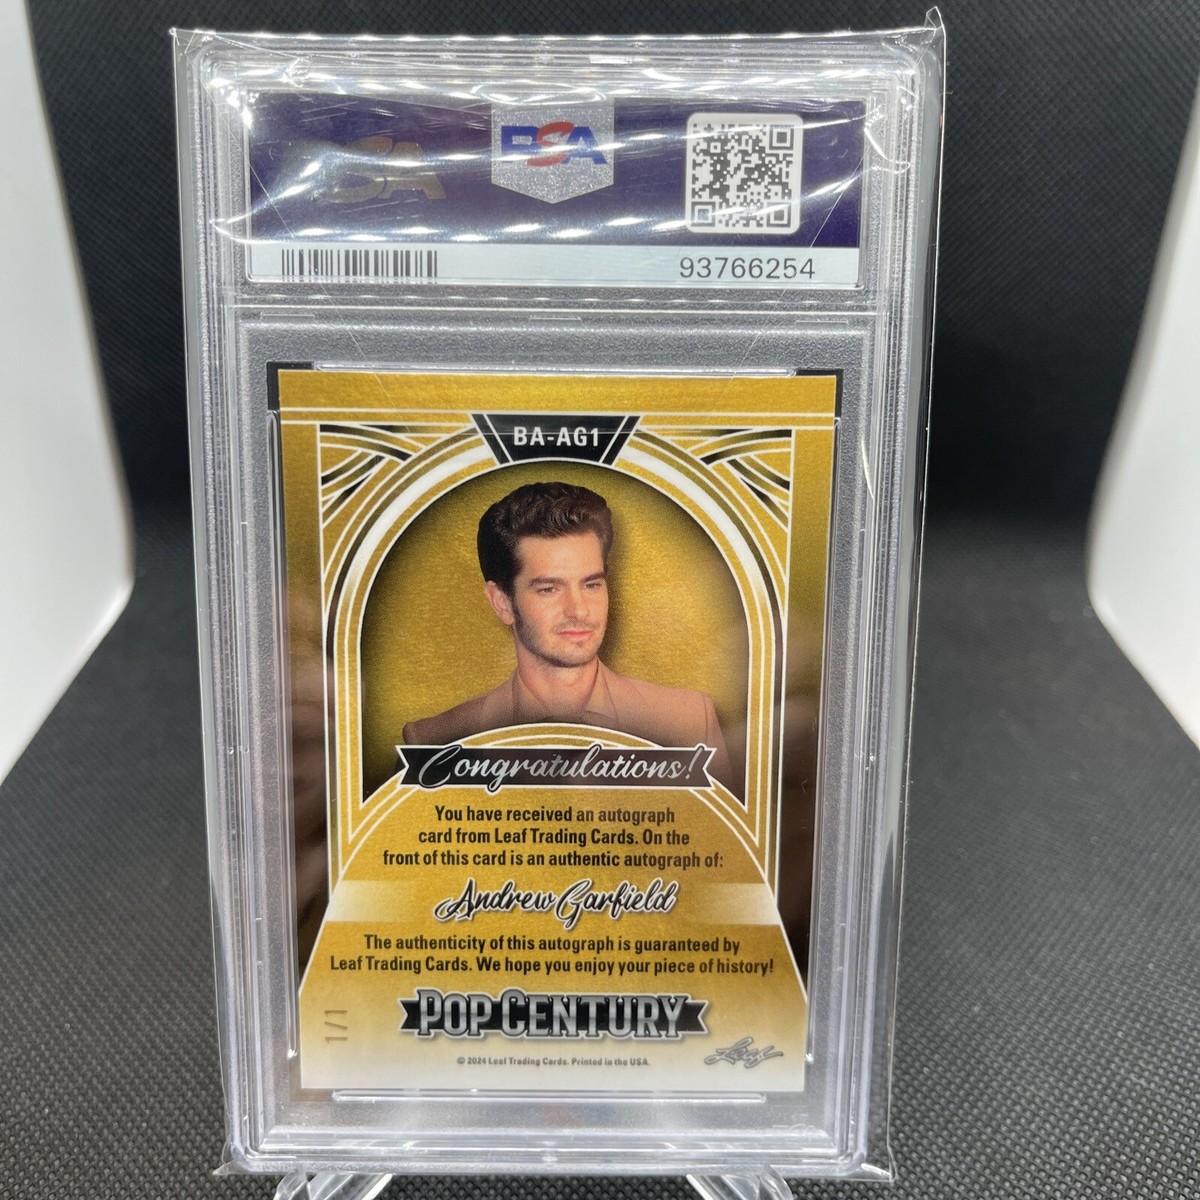 PSA
PSA
93766254
BA-AG1
Congratulations!
You have received an autograph
card from Leaf Trading Cards. On the
front of this card is an authentic autograph of:
Andrew Garfield
The authenticity of this autograph is guaranteed by
Leaf Trading Cards. We hope you enjoy your piece of history!
POP CENTURY
1/1
© 2024 Leaf Trading Cards. Printed in the USA.
Leaf